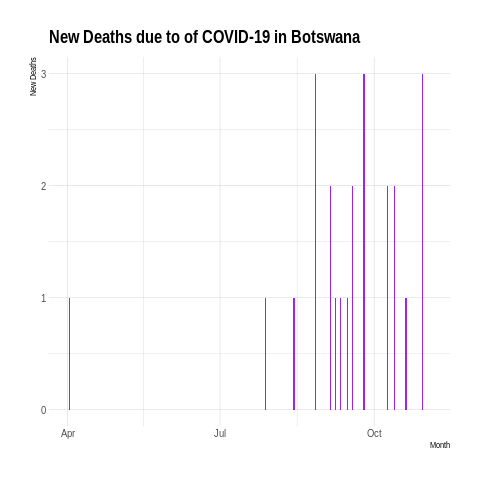 New Deaths due to of COVID-19 in Botswana
New Deaths
3
2
1
0
Apr
Jul
Oct
Month